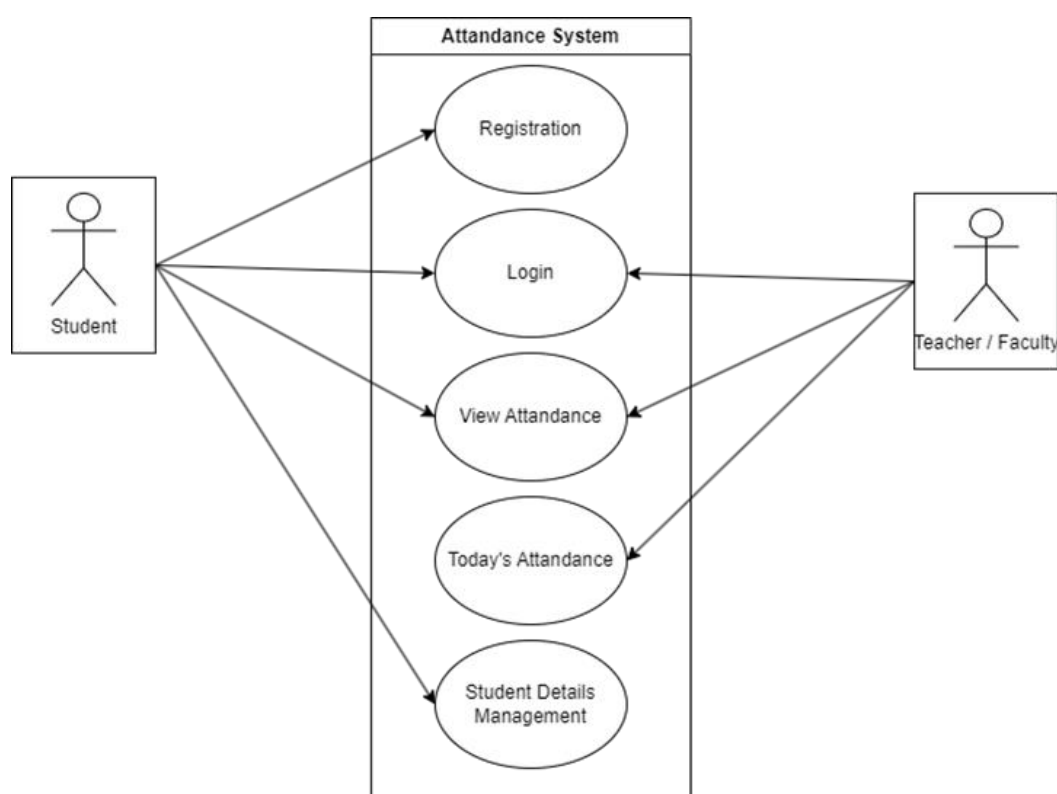 Attandance System
Registration
Login
Student
Teacher / Faculty
View Attandance
Today's Attandance
Student Details
Management